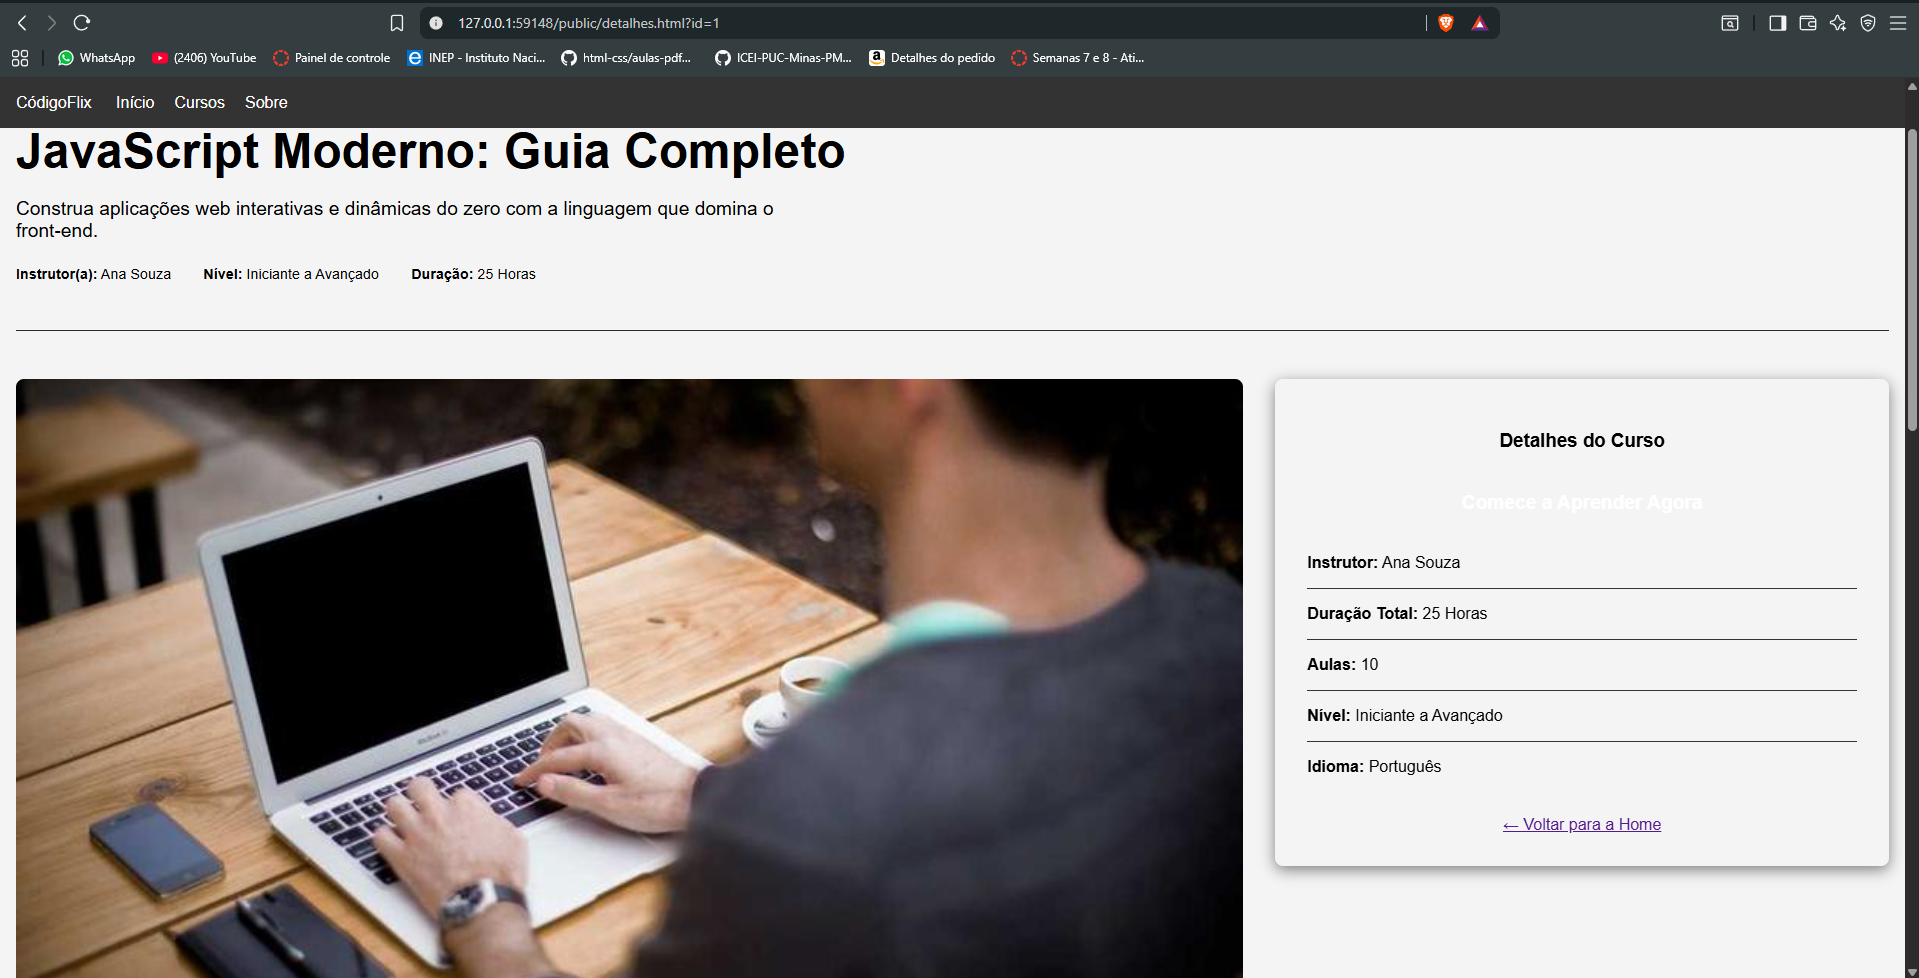 127.0.0.1:59148/public/detalhes.html?id=1
WhatsApp
(2406) YouTube
Painel de controle
INEP - Instituto Naci...
html-css/aulas-pdf...
ICEI-PUC-Minas-PM...
Detalhes do pedido
Semanas 7 e 8 - Ati...
CódigoFlix Início Cursos Sobre
JavaScript Moderno: Guia Completo
Construa aplicações web interativas e dinâmicas do zero com a linguagem que domina o
front-end.
Instrutor(a): Ana Souza Nível: Iniciante a Avançado Duração: 25 Horas
Detalhes do Curso
Comece a Aprender Agora
Instrutor: Ana Souza
Duração Total: 25 Horas
Aulas: 10
Nível: Iniciante a Avançado
Idioma: Português
← Voltar para a Home